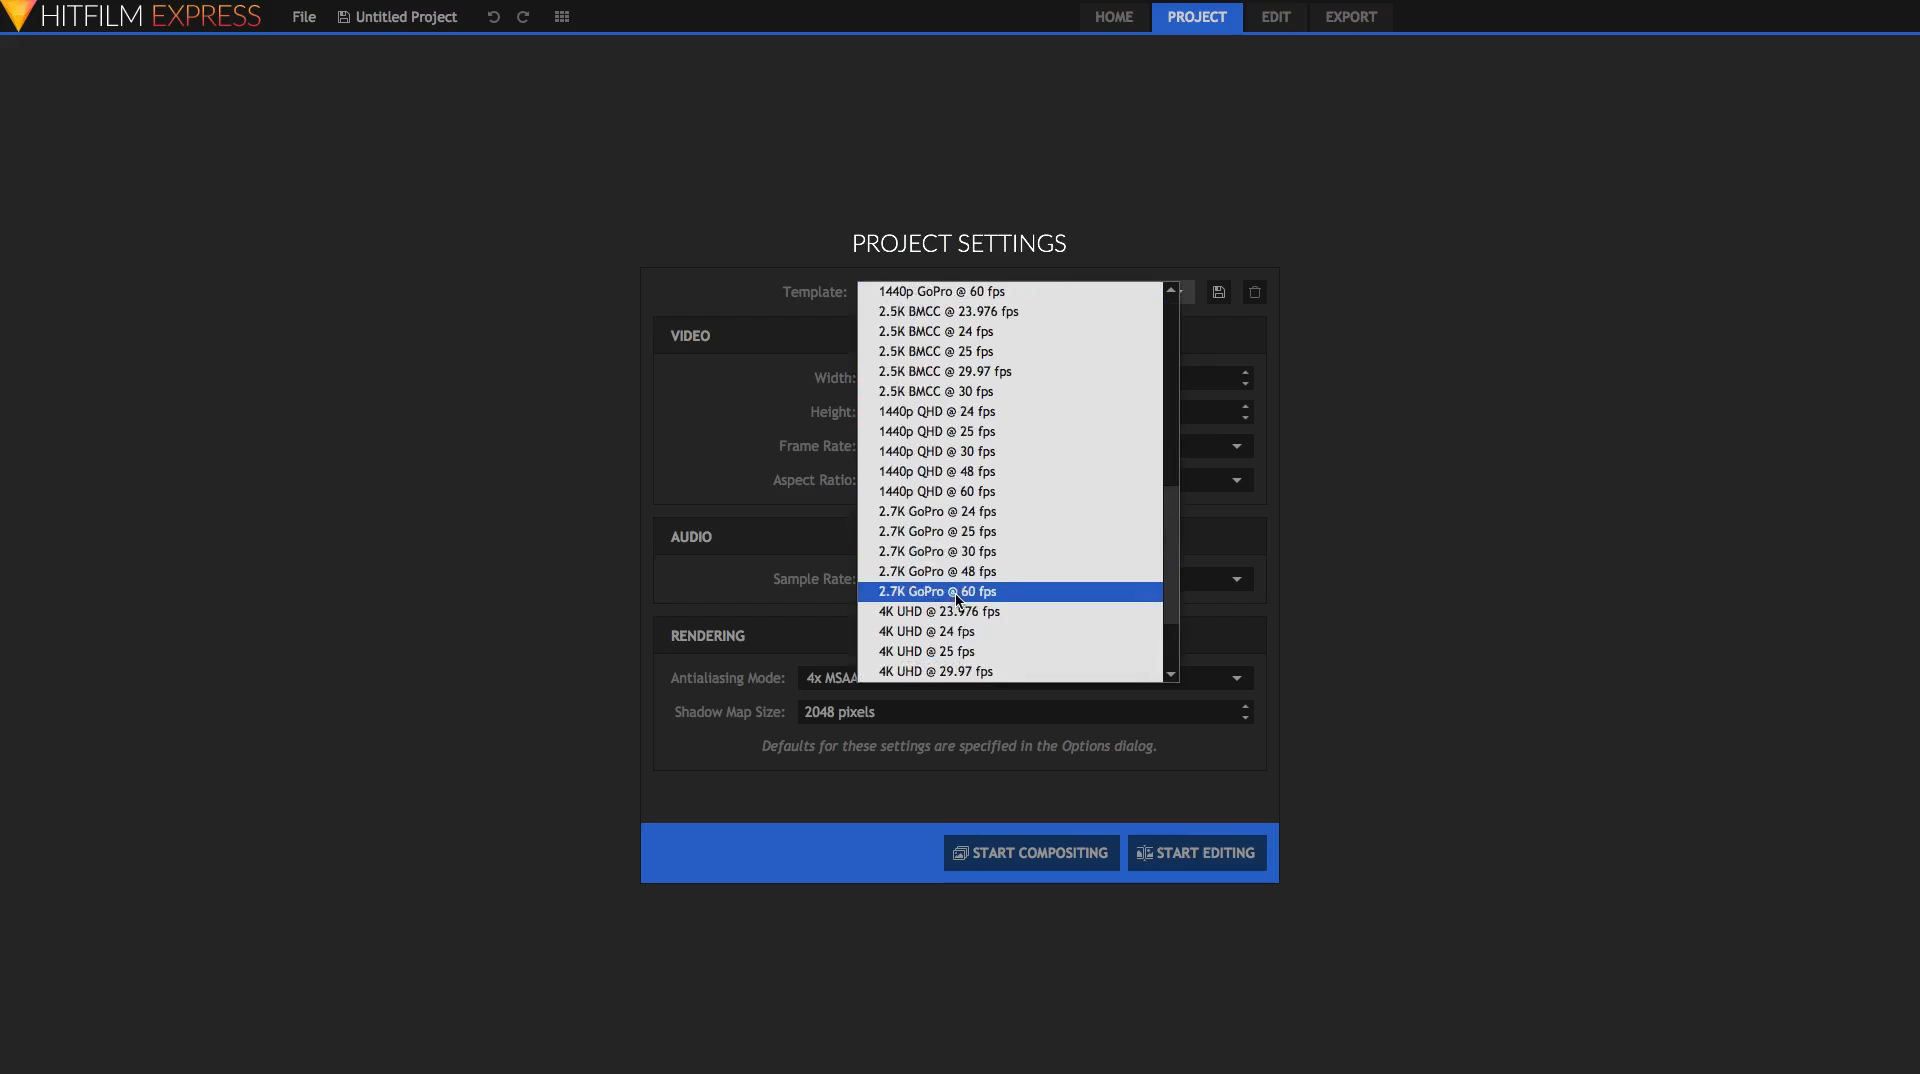 HITFILM EXPRESS File Untitled Project HOME PROJECT EDIT EXPORT
PROJECT SETTINGS
Template:
1440p GoPro @ 60 fps
2.5K BMCC @ 23.976 fps
2.5K BMCC @ 24 fps
2.5K BMCC @ 25 fps
2.5K BMCC @ 29.97 fps
2.5K BMCC @ 30 fps
1440p QHD @ 24 fps
1440p QHD @ 25 fps
1440p QHD @ 30 fps
1440p QHD @ 48 fps
1440p QHD @ 60 fps
2.7K GoPro @ 24 fps
2.7K GoPro @ 25 fps
2.7K GoPro @ 30 fps
2.7K GoPro @ 48 fps
2.7K GoPro @ 60 fps
4K UHD @ 23.976 fps
4K UHD @ 24 fps
4K UHD @ 25 fps
4K UHD @ 29.97 fps
VIDEO
Width:
Height:
Frame Rate:
Aspect Ratio:
AUDIO
Sample Rate:
RENDERING
Antialiasing Mode: 4x MSAA
Shadow Map Size: 2048 pixels
Defaults for these settings are specified in the Options dialog.
START COMPOSITING START EDITING